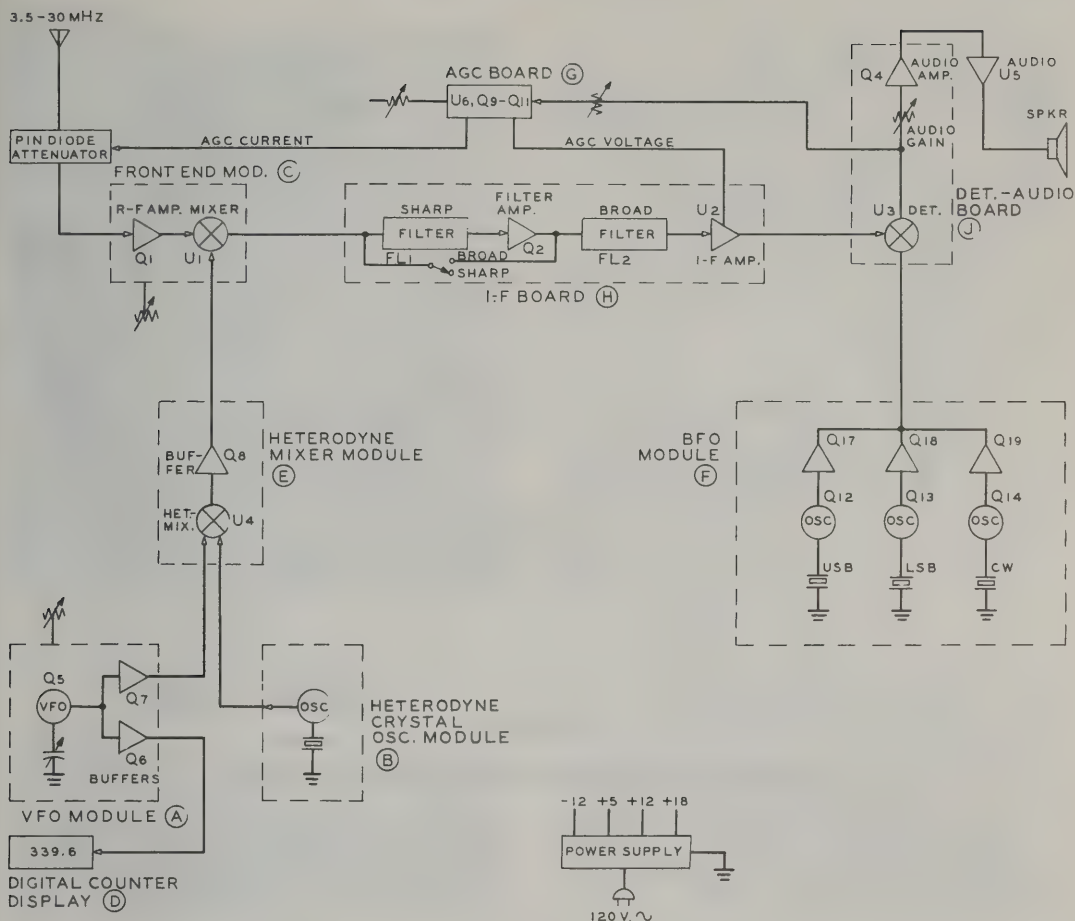 3.5-30 MHz
PIN DIODE
ATTENUATOR
AGC CURRENT
AGC BOARD G
U6, Q9-Q11
AGC VOLTAGE
Q4
AUDIO
AMP.
AUDIO
U5
AUDIO
GAIN
SPKR
FRONT END MOD. C
R-F AMP. MIXER
Q1
U1
SHARP
FILTER
FL1
FILTER
AMP.
Q2
BROAD
SHARP
BROAD
FILTER
FL2
U2
I-F AMP.
I-F BOARD H
U3
DET.
DET.-AUDIO
BOARD
J
BUF-
FER
Q8
HET.
MIX.
U4
HETERODYNE
MIXER MODULE
E
BFO
MODULE
F
Q17
Q18
Q19
Q12
Q13
Q14
OSC
OSC
OSC
USB
LSB
CW
Q5
VFO
Q7
Q6
BUFFERS
VFO MODULE A
OSC
HETERODYNE
CRYSTAL
OSC. MODULE
B
339.6
DIGITAL COUNTER
DISPLAY D
-12 +5 +12 +18
POWER SUPPLY
120 V. ∿